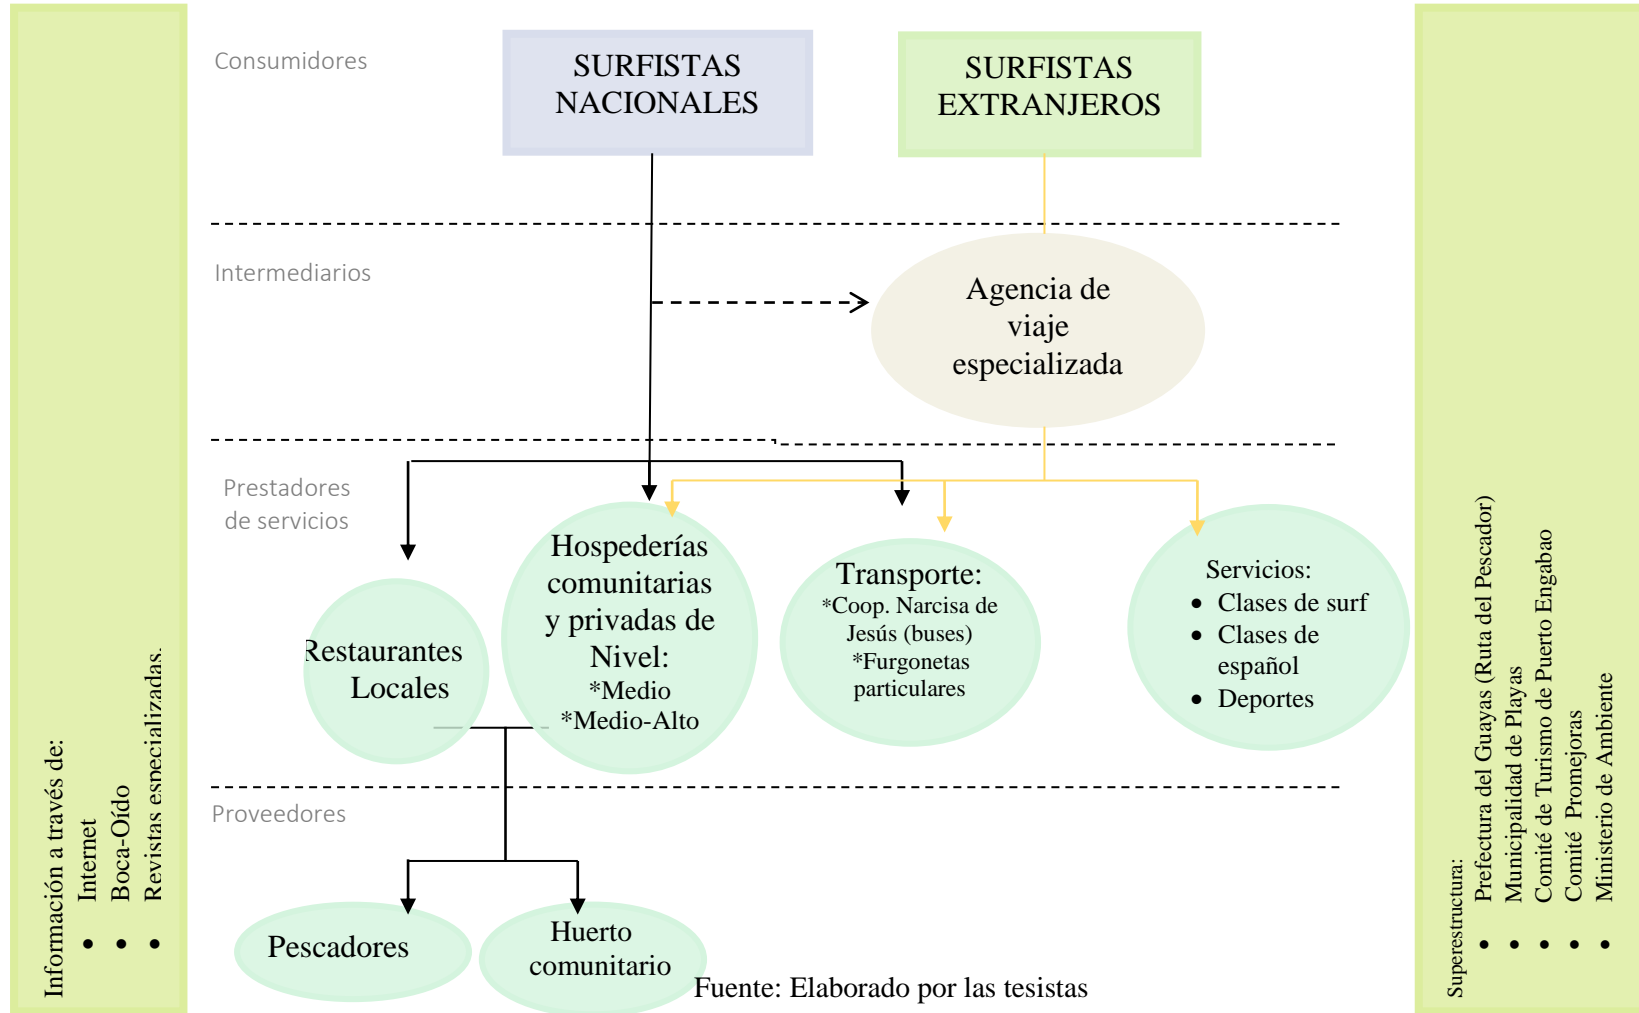 Información a través de:
• Internet
• Boca-Oído
• Revistas especializadas.
Consumidores
SURFISTAS
NACIONALES
SURFISTAS
EXTRANJEROS
Intermediarios
Agencia de
viaje
especializada
Prestadores
de servicios
Restaurantes
Locales
Hospederías
comunitarias
y privadas de
Nivel:
*Medio
*Medio-Alto
Transporte:
*Coop. Narcisa de
Jesús (buses)
*Furgonetas
particulares
Servicios:
• Clases de surf
• Clases de
español
• Deportes
Proveedores
Pescadores
Huerto
comunitario
Fuente: Elaborado por las tesistas
Superestructura:
• Prefectura del Guayas (Ruta del Pescador)
• Municipalidad de Playas
• Comité de Turismo de Puerto Engabao
• Comité Promejoras
• Ministerio de Ambiente